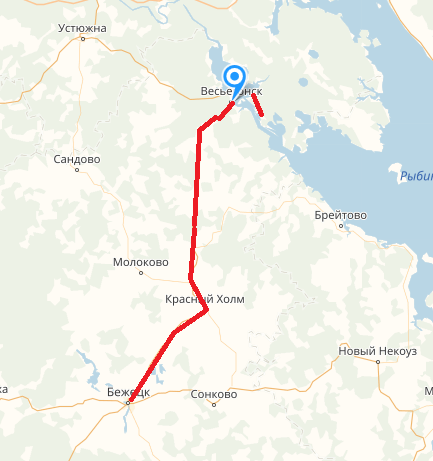 Устюжна
Весьегонск
Сандово
Брейтово
Молоково
Красный Холм
Новый Некоуз
Бежецк
Сонково